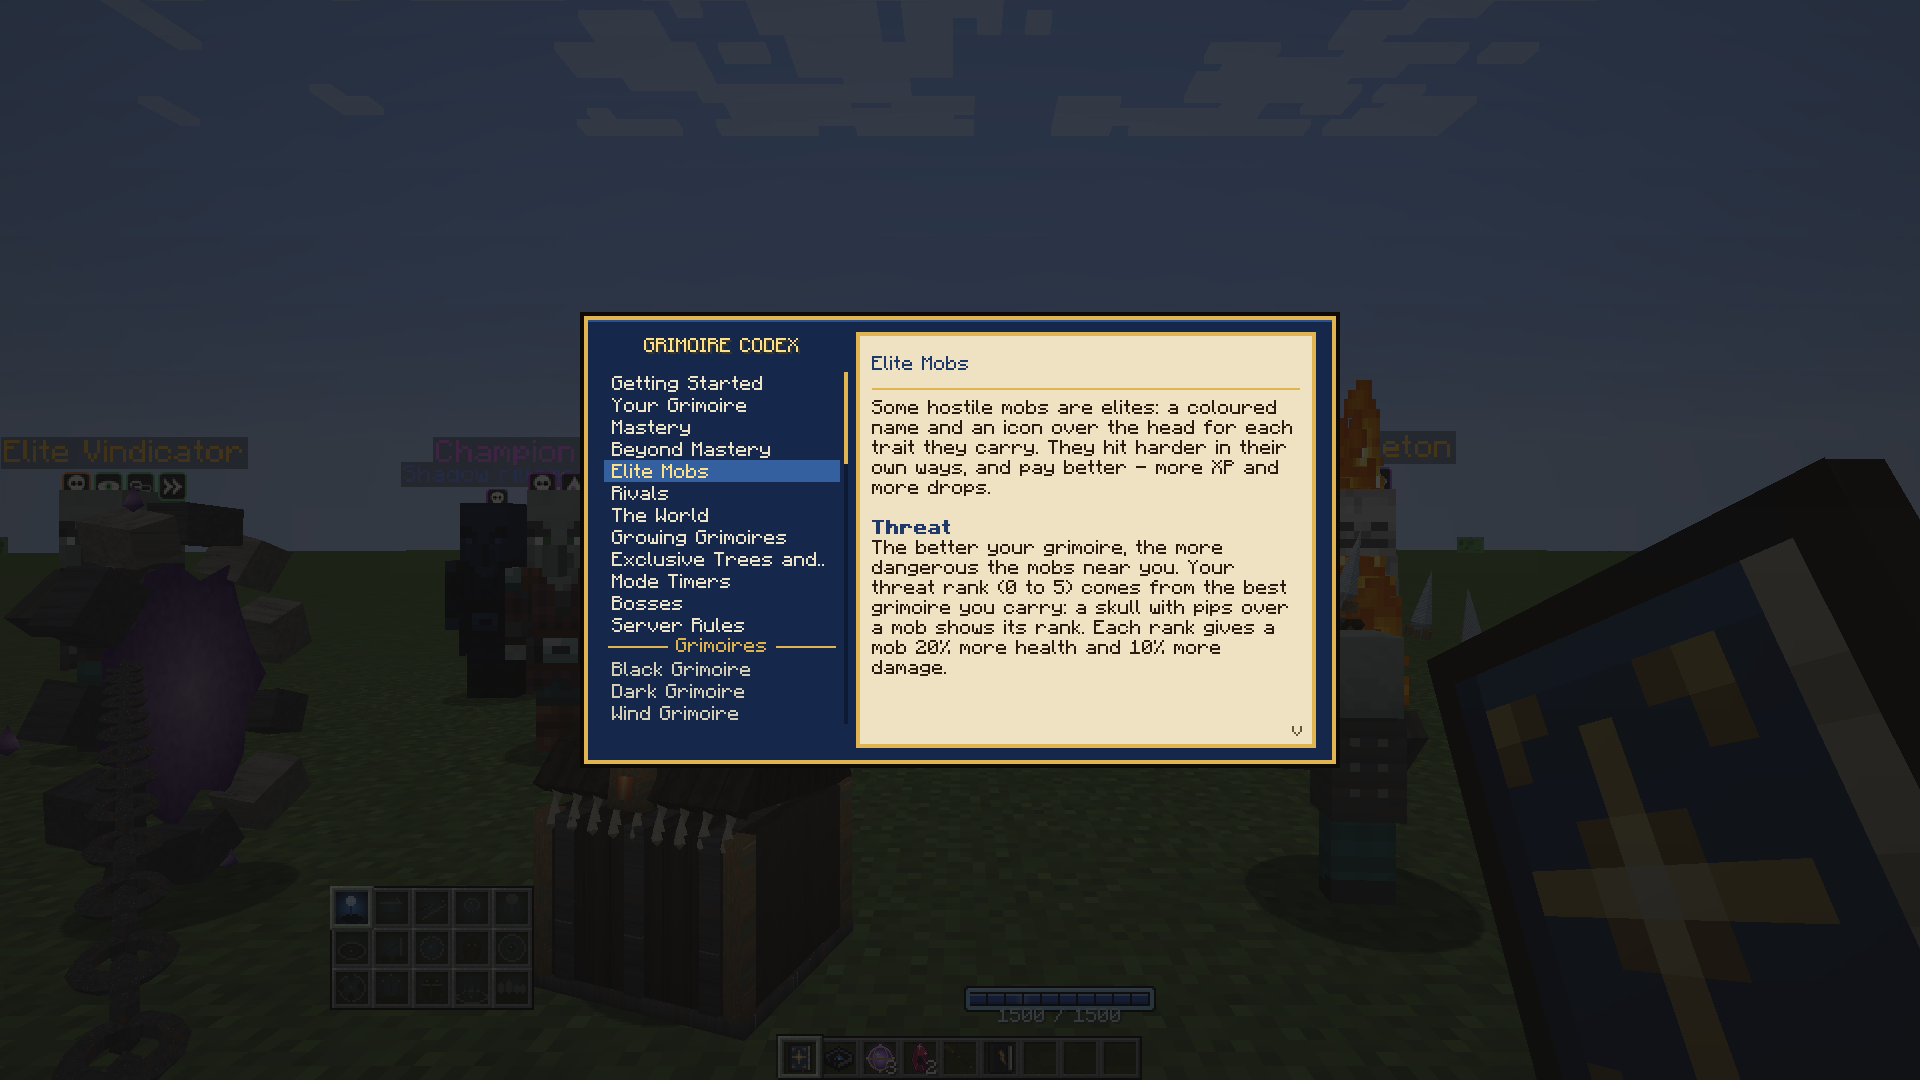 GRIMOIRE CODEX
Getting Started
Your Grimoire
Mastery
Beyond Mastery
Elite Mobs
Rivals
The World
Growing Grimoires
Exclusive Trees and..
Mode Timers
Bosses
Server Rules
Grimoires
Black Grimoire
Dark Grimoire
Wind Grimoire
Elite Mobs
Some hostile mobs are elites: a coloured
name and an icon over the head for each
trait they carry. They hit harder in their
own ways, and pay better – more XP and
more drops.
Threat
The better your grimoire, the more
dangerous the mobs near you. Your
threat rank (0 to 5) comes from the best
grimoire you carry: a skull with pips over
a mob shows its rank. Each rank gives a
mob 20% more health and 10% more
damage.
v
Elite Vindicator
Champion
Shadow
eton
1500 / 1500
3
2